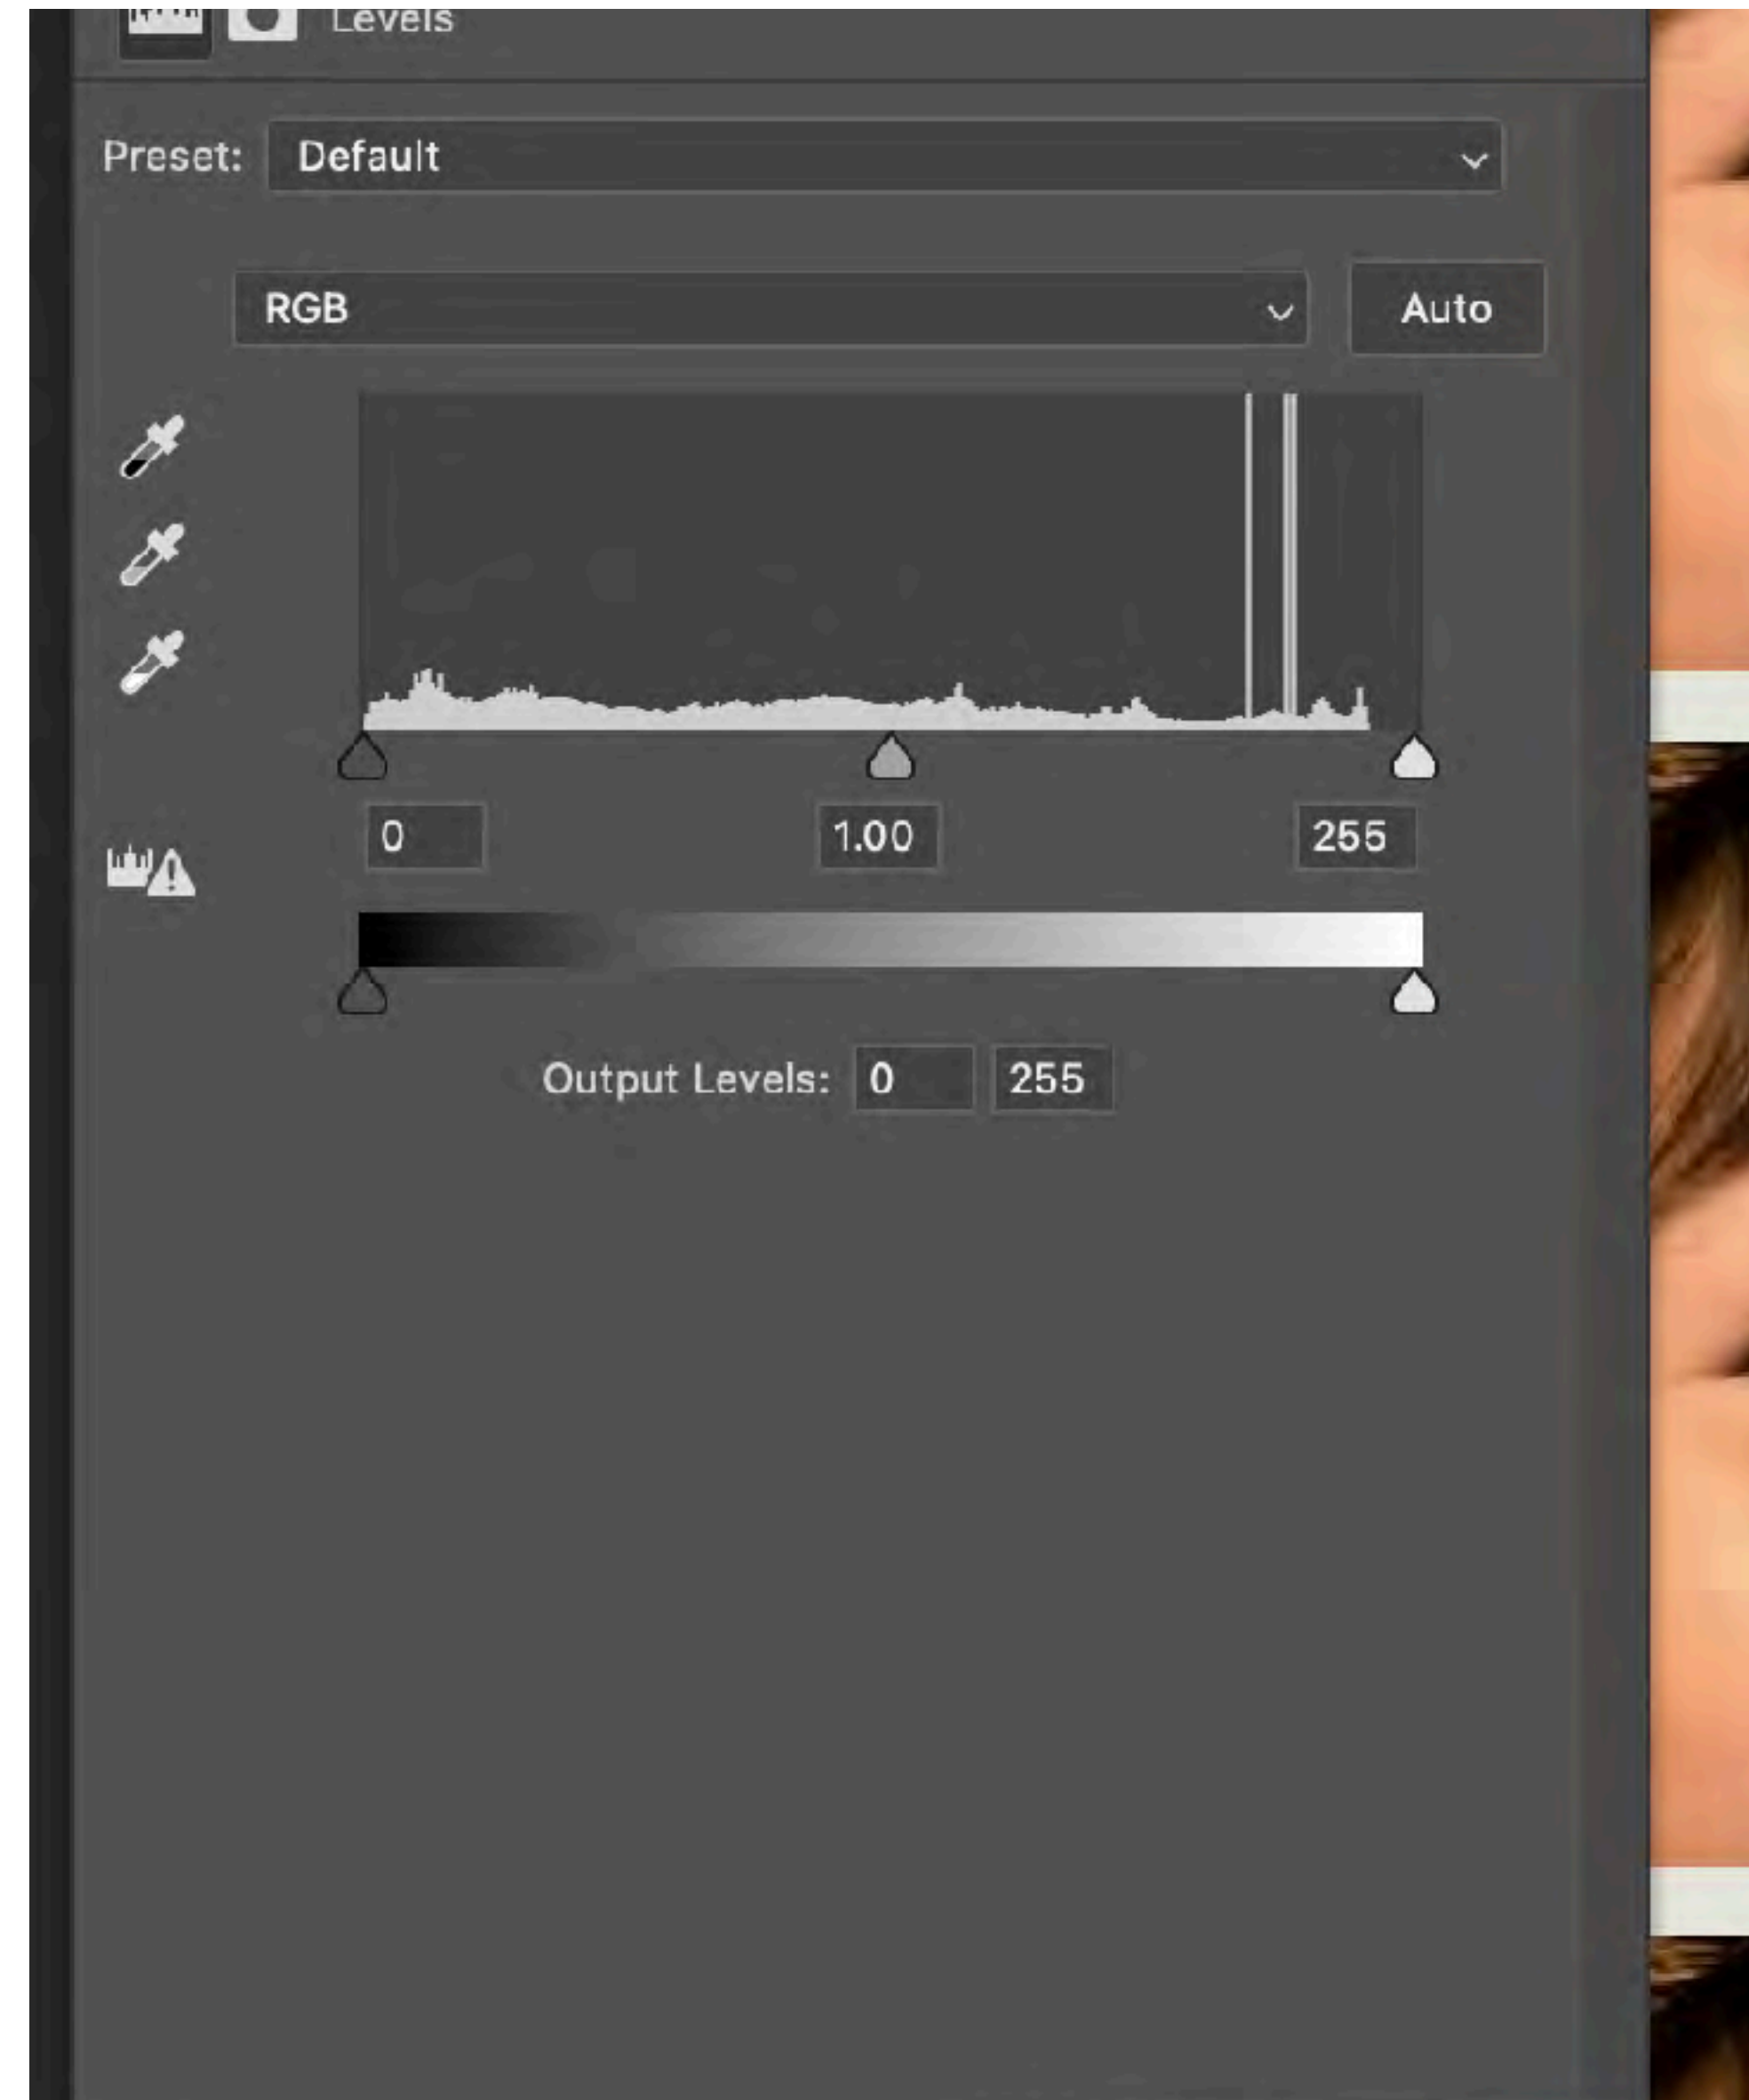 Levels
Preset: Default
RGB Auto
0 1.00 255
Output Levels: 0 255